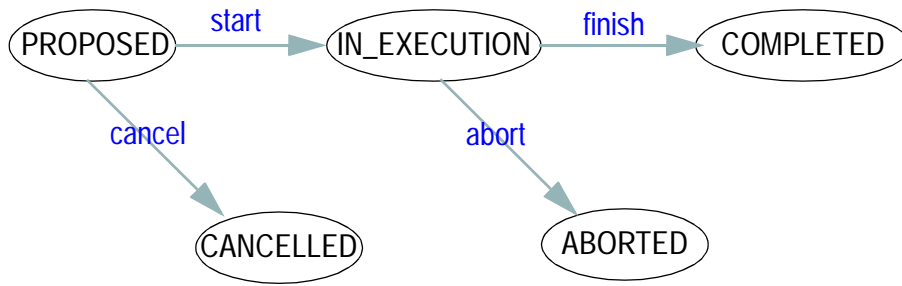 start
finish
PROPOSED
IN_EXECUTION
COMPLETED
cancel
abort
CANCELLED
ABORTED